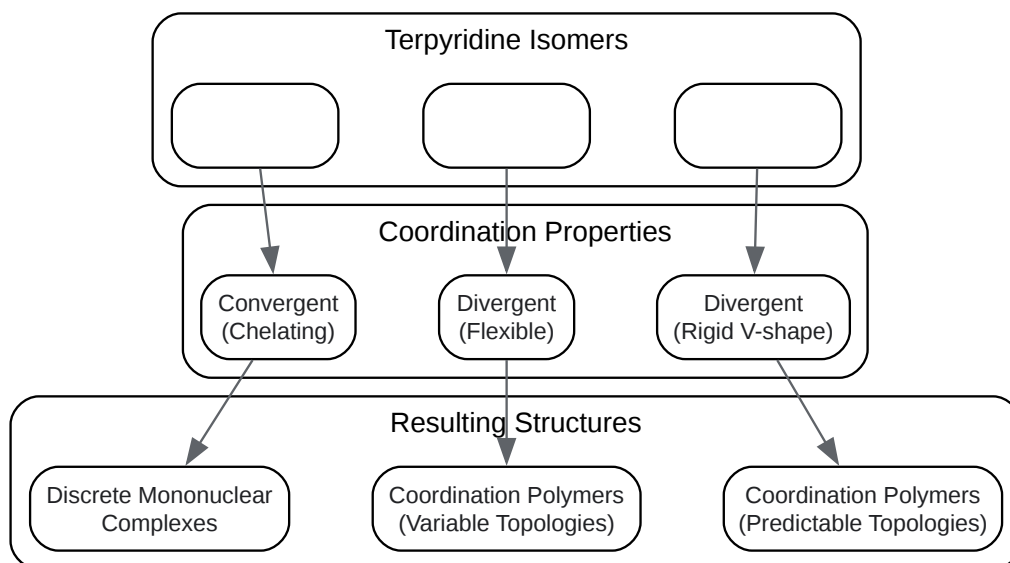 Terpyridine Isomers
Coordination Properties
Convergent
(Chelating)
Divergent
(Flexible)
Divergent
(Rigid V-shape)
Resulting Structures
Discrete Mononuclear
Complexes
Coordination Polymers
(Variable Topologies)
Coordination Polymers
(Predictable Topologies)